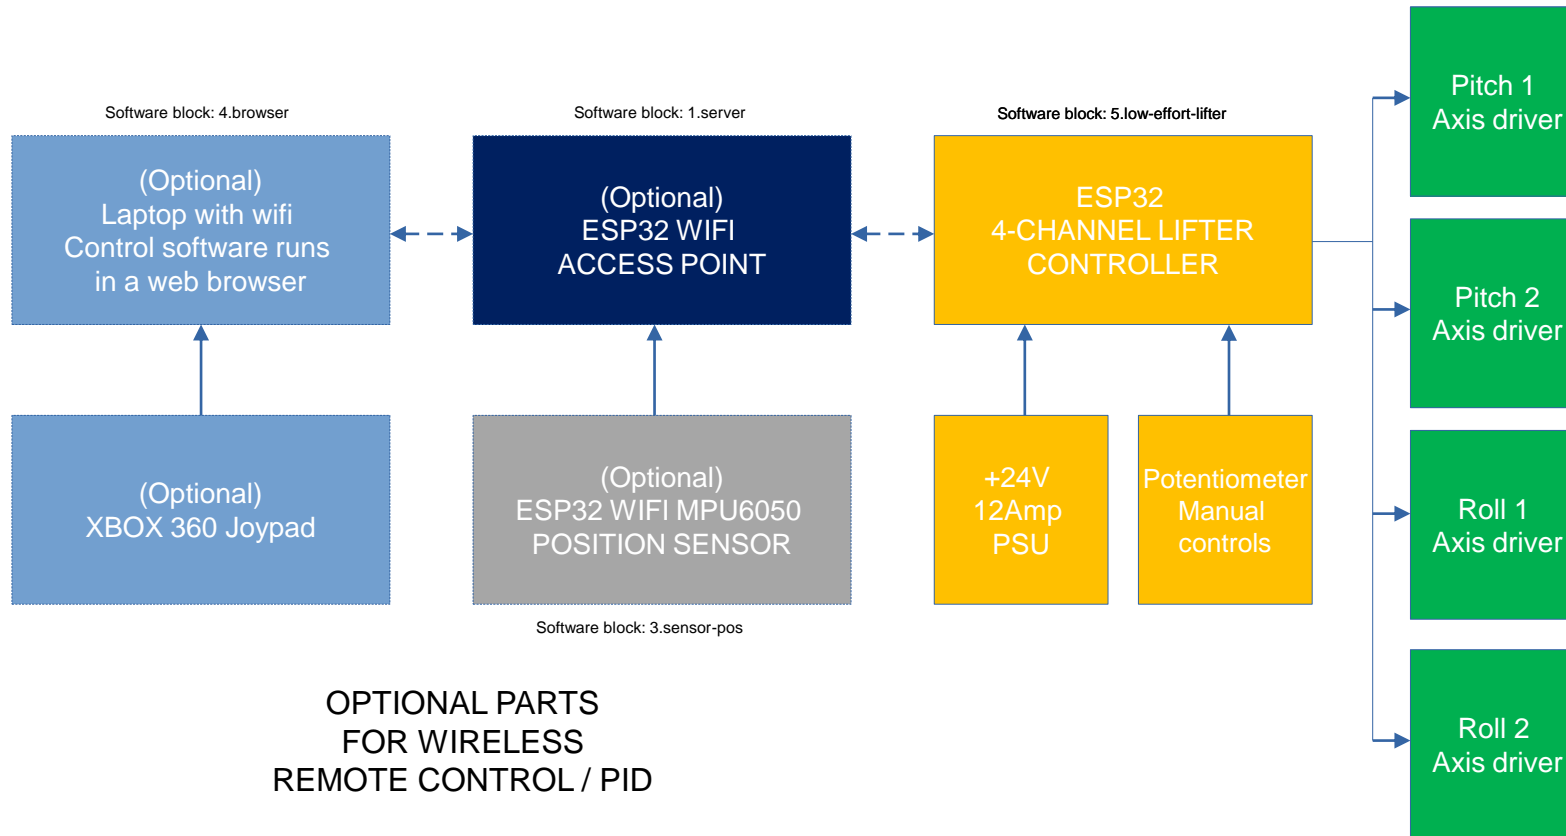 Software block: 4.browser
(Optional)
Laptop with wifi
Control software runs
in a web browser
(Optional)
XBOX 360 Joypad
Software block: 1.server
(Optional)
ESP32 WIFI
ACCESS POINT
(Optional)
ESP32 WIFI MPU6050
POSITION SENSOR
Software block: 3.sensor-pos
Software block: 5.low-effort-lifter
ESP32
4-CHANNEL LIFTER
CONTROLLER
+24V
12Amp
PSU
Potentiometer
Manual
controls
Pitch 1
Axis driver
Pitch 2
Axis driver
Roll 1
Axis driver
Roll 2
Axis driver
OPTIONAL PARTS
FOR WIRELESS
REMOTE CONTROL / PID